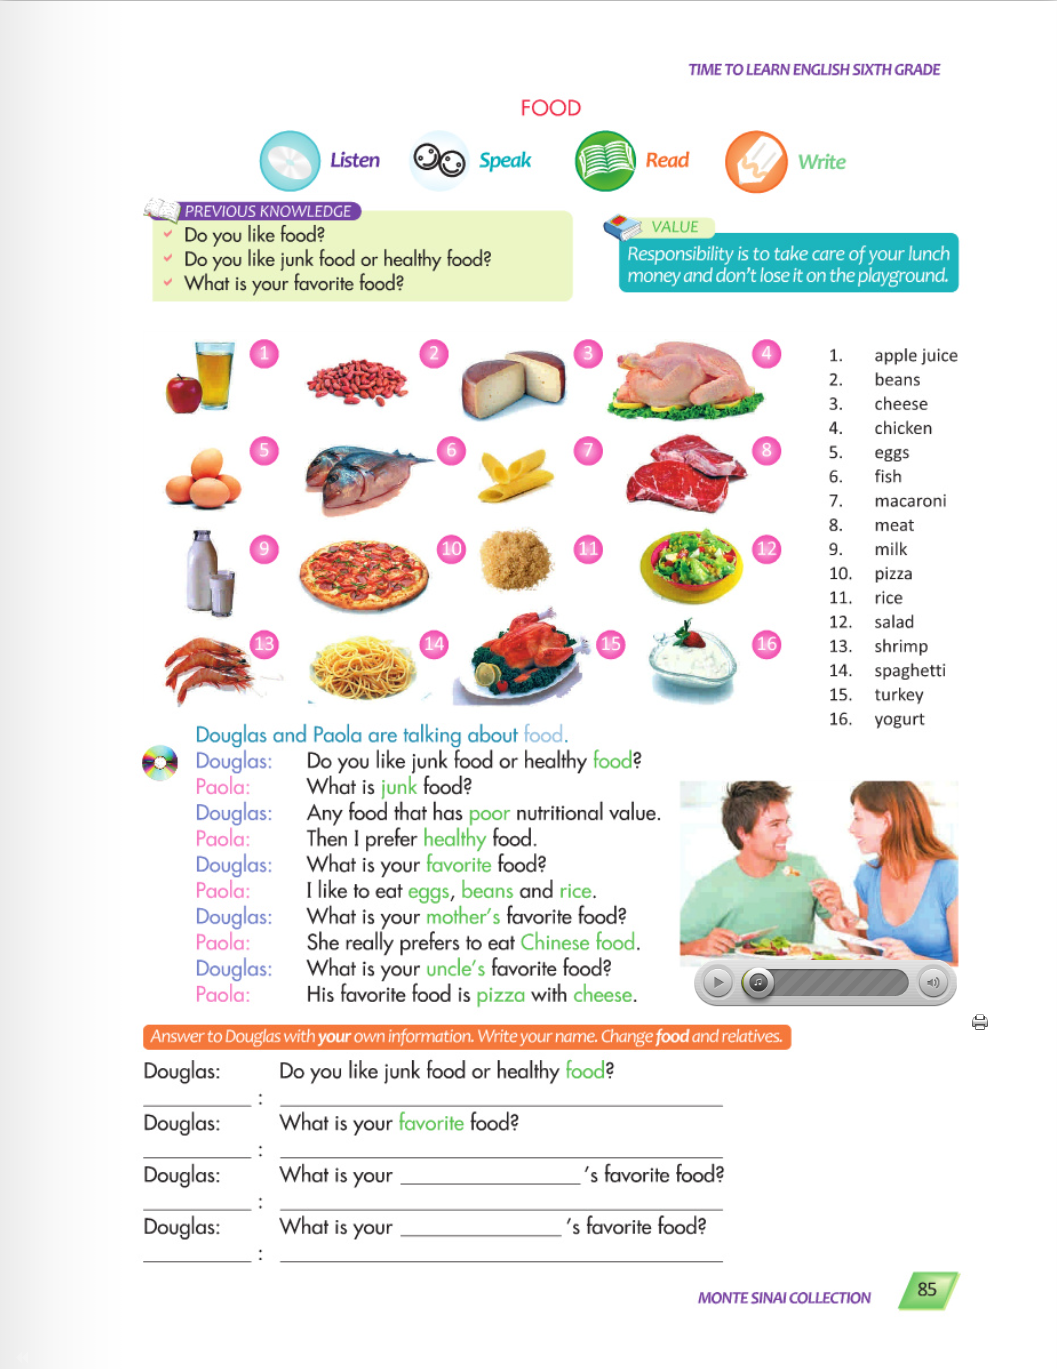 TIME TO LEARN ENGLISH SIXTH GRADE
FOOD
Listen
Speak
Read
Write
PREVIOUS KNOWLEDGE
Do you like food?
Do you like junk food or healthy food?
What is your favorite food?
VALUE
Responsibility is to take care of your lunch
money and don't lose it on the playground.
1
2
3
4
5
6
7
8
9
10
11
12
13
14
15
16
1. apple juice
2. beans
3. cheese
4. chicken
5. eggs
6. fish
7. macaroni
8. meat
9. milk
10. pizza
11. rice
12. salad
13. shrimp
14. spaghetti
15. turkey
16. yogurt
Douglas and Paola are talking about food.
Douglas: Do you like junk food or healthy food?
Paola: What is junk food?
Douglas: Any food that has poor nutritional value.
Paola: Then I prefer healthy food.
Douglas: What is your favorite food?
Paola: I like to eat eggs, beans and rice.
Douglas: What is your mother's favorite food?
Paola: She really prefers to eat Chinese food.
Douglas: What is your uncle's favorite food?
Paola: His favorite food is pizza with cheese.
Answer to Douglas with your own information. Write your name. Change food and relatives.
Douglas: Do you like junk food or healthy food?
____________ : ____________
Douglas: What is your favorite food?
____________ : ____________
Douglas: What is your ____________ 's favorite food?
____________ : ____________
Douglas: What is your ____________ 's favorite food?
____________ : ____________
MONTE SINAI COLLECTION
85